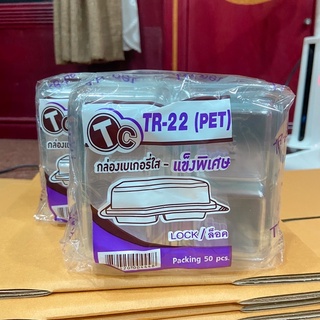 TC TR-22 (PET)
กล่องเบเกอรี่ใส - แข็งพิเศษ
LOCK/ล็อค
Packing 50 pcs.